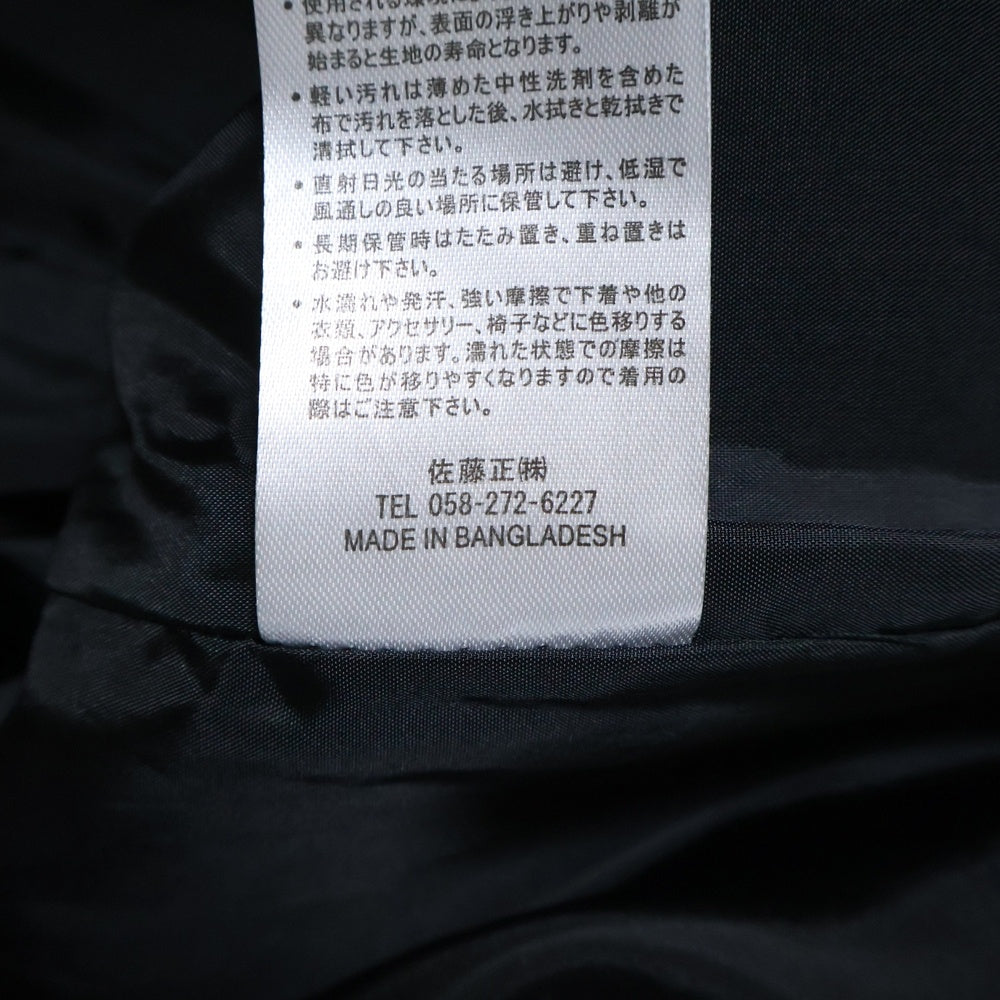 • 使用される環境に
異なりますが、表面の浮き上がりや剥離が
始まると生地の寿命となります。
• 軽い汚れは薄めた中性洗剤を含めた
布で汚れを落とした後、水拭きと乾拭きで
清拭して下さい。
• 直射日光の当たる場所は避け、低湿で
風通しの良い場所に保管して下さい。
• 長期保管時はたたみ置き、重ね置きは
お避け下さい。
• 水濡れや発汗、強い摩擦で下着や他の
衣類、アクセサリー、椅子などに色移りする
場合があります。濡れた状態での摩擦は
特に色が移りやすくなりますので着用の
際はご注意下さい。
佐藤正㈱
TEL 058-272-6227
MADE IN BANGLADESH